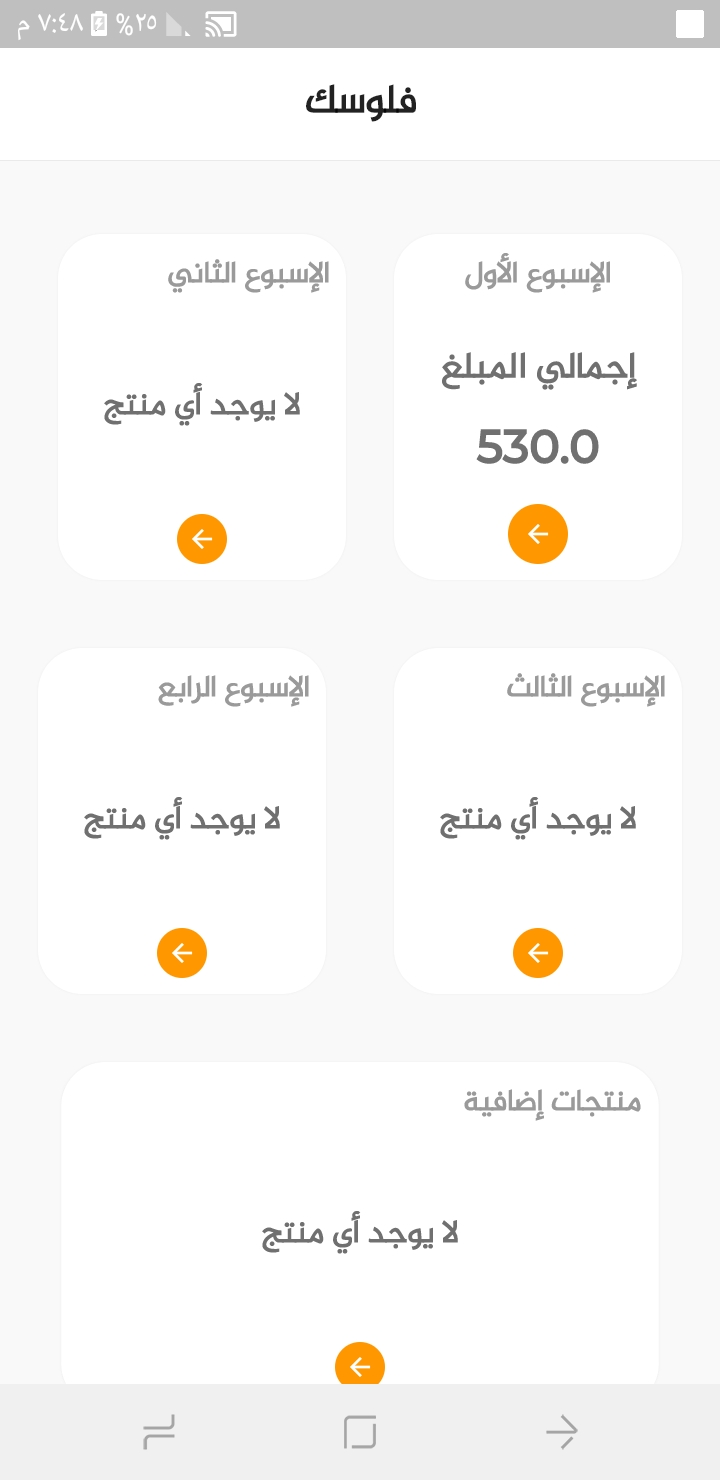 ٧:٤٨ م %٢٥
فلوسك
الإسبوع الأول
إجمالي المبلغ
530.0
الإسبوع الثاني
لا يوجد أي منتج
الإسبوع الثالث
لا يوجد أي منتج
الإسبوع الرابع
لا يوجد أي منتج
منتجات إضافية
لا يوجد أي منتج